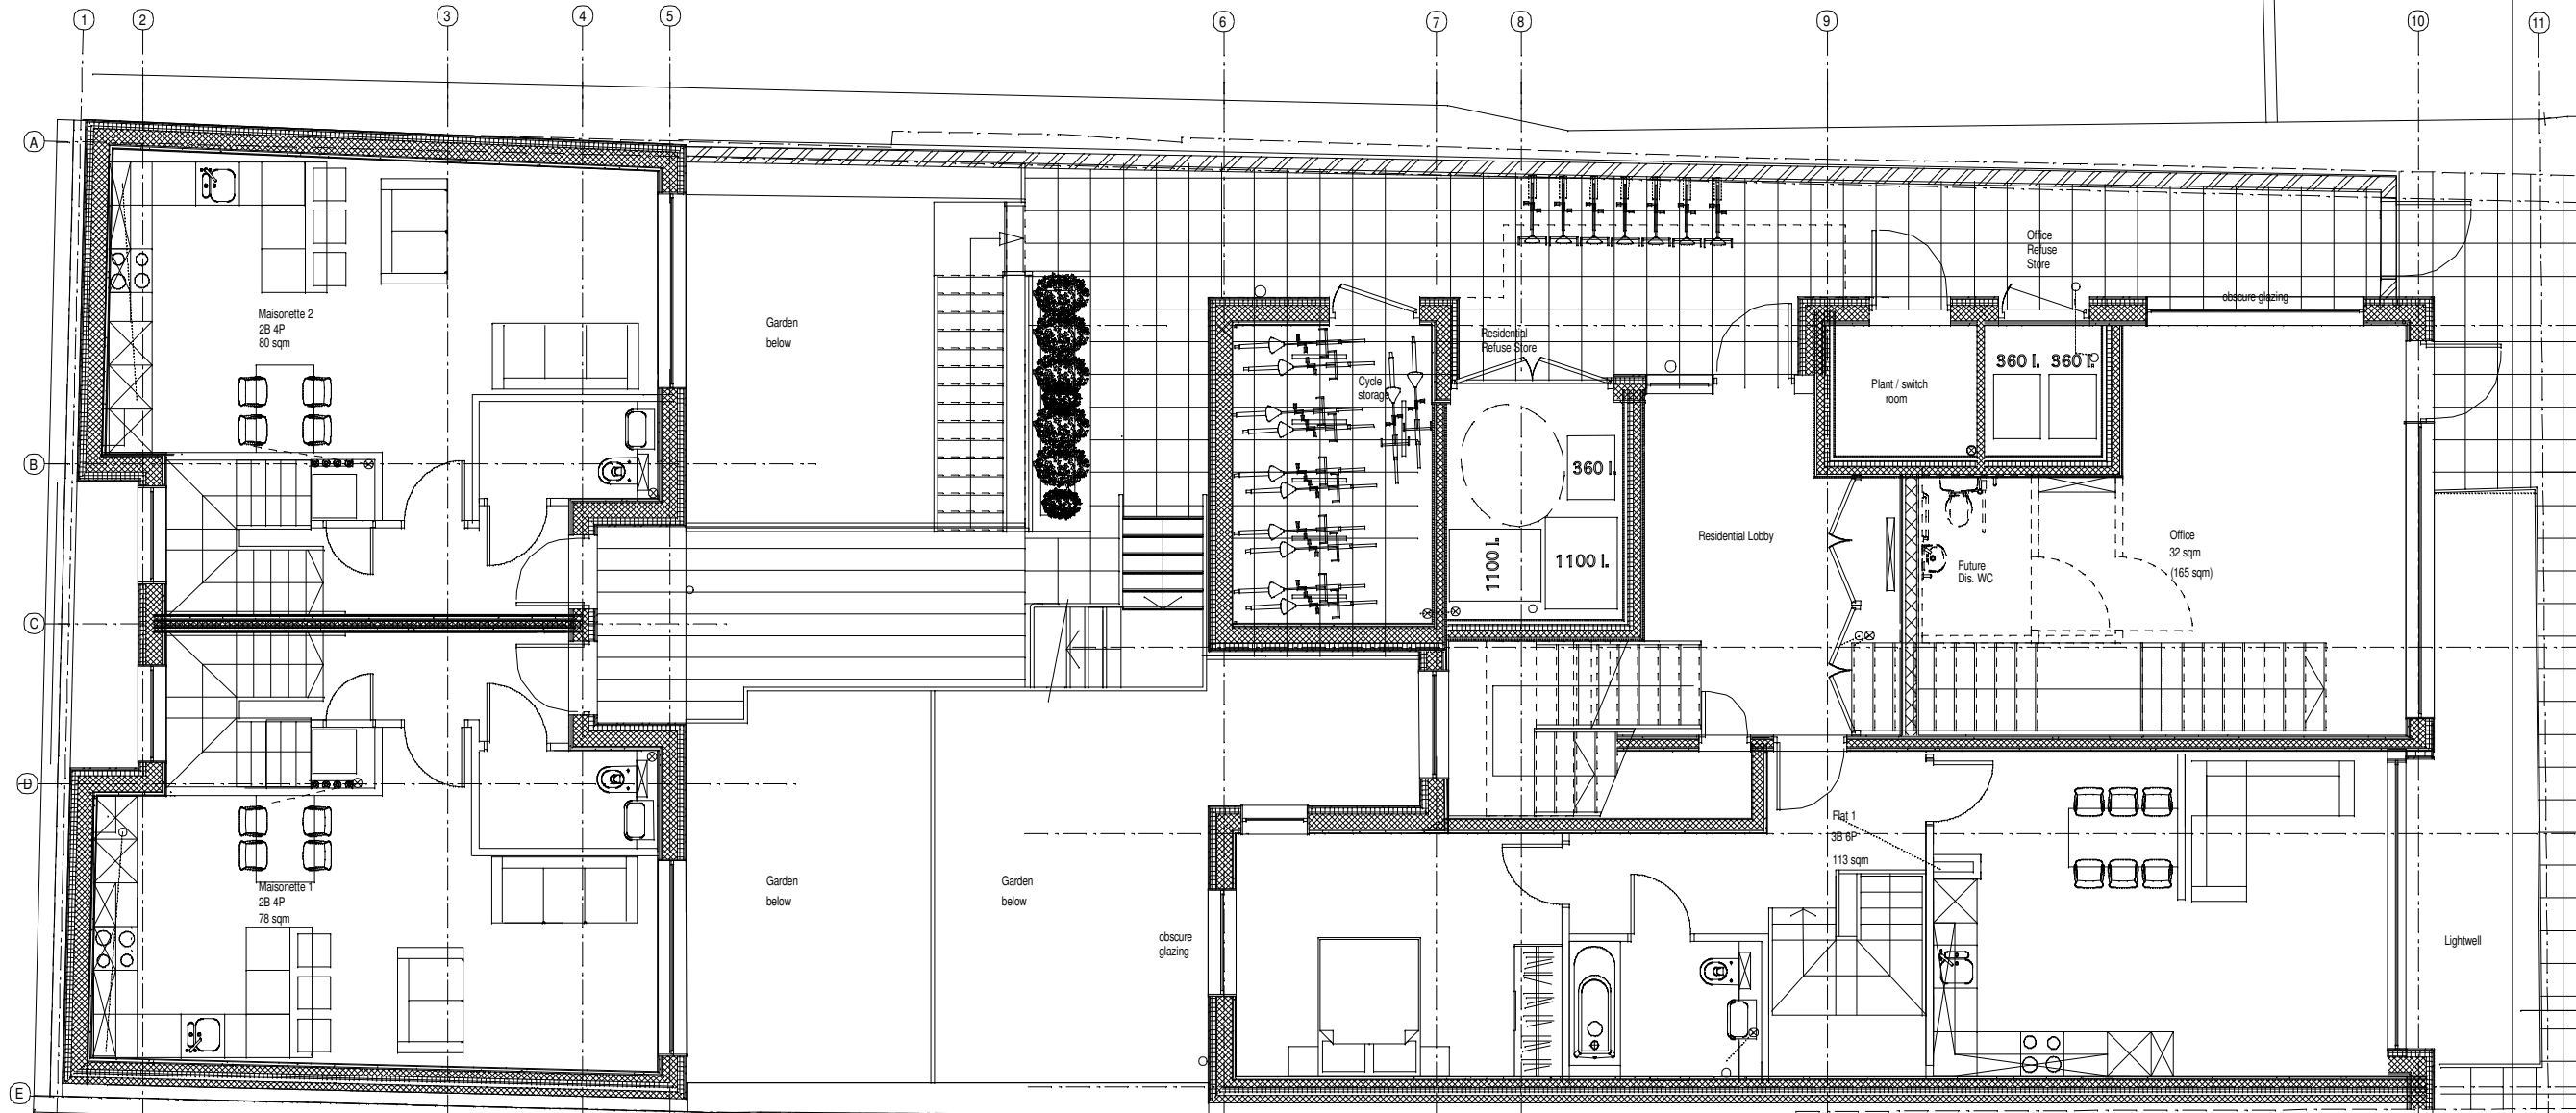 1
2
3
4
5
6
7
8
9
10
11
A
B
C
D
E
Maisonette 2
2B 4P
80 sqm
Garden
below
Cycle
storage
Residential
Refuse Store
360 l.
1100 l.
1100 l.
Residential Lobby
Office
Refuse
Store
obscure glazing
Plant / switch
room
360 l.
360 l.
Future
Dis. WC
Office
32 sqm
(165 sqm)
Maisonette 1
2B 4P
78 sqm
Garden
below
Garden
below
obscure
glazing
Flat 1
3B 6P
113 sqm
Lightwell